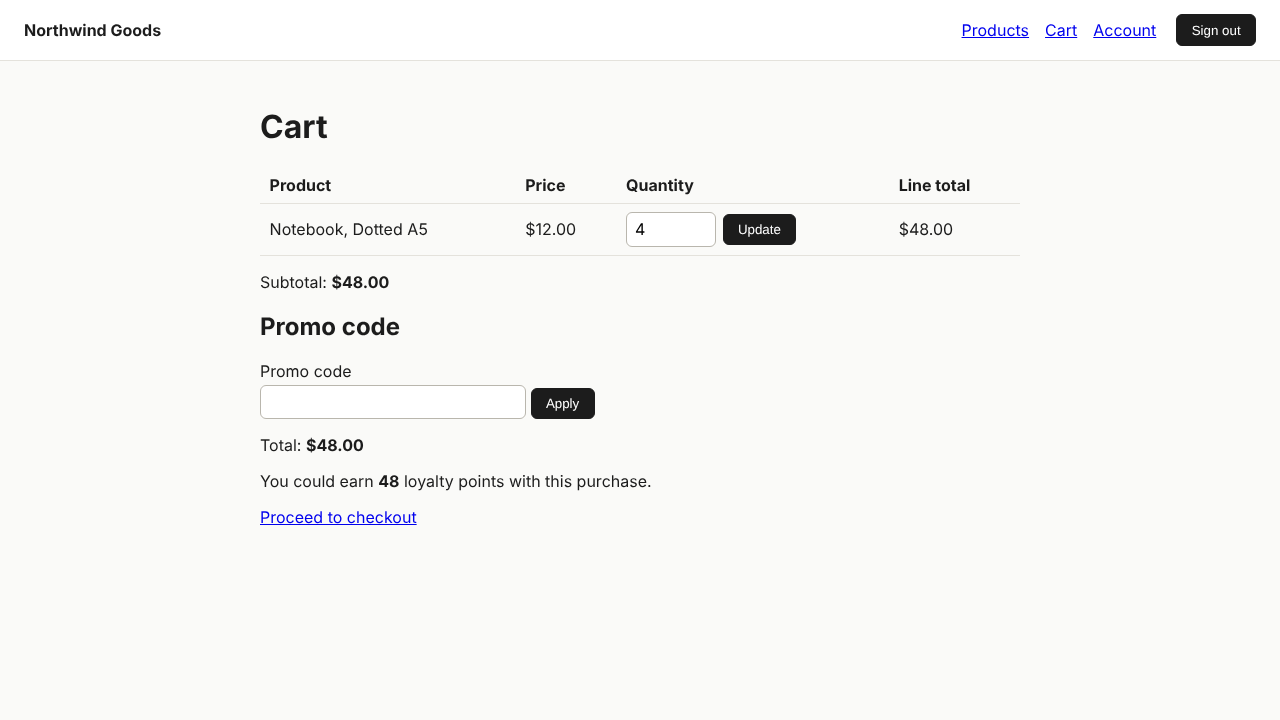 Northwind Goods Products Cart Account Sign out
Cart
Product Price Quantity Line total
Notebook, Dotted A5 $12.00 4 Update $48.00
Subtotal: $48.00
Promo code
Promo code
Apply
Total: $48.00
You could earn 48 loyalty points with this purchase.
Proceed to checkout